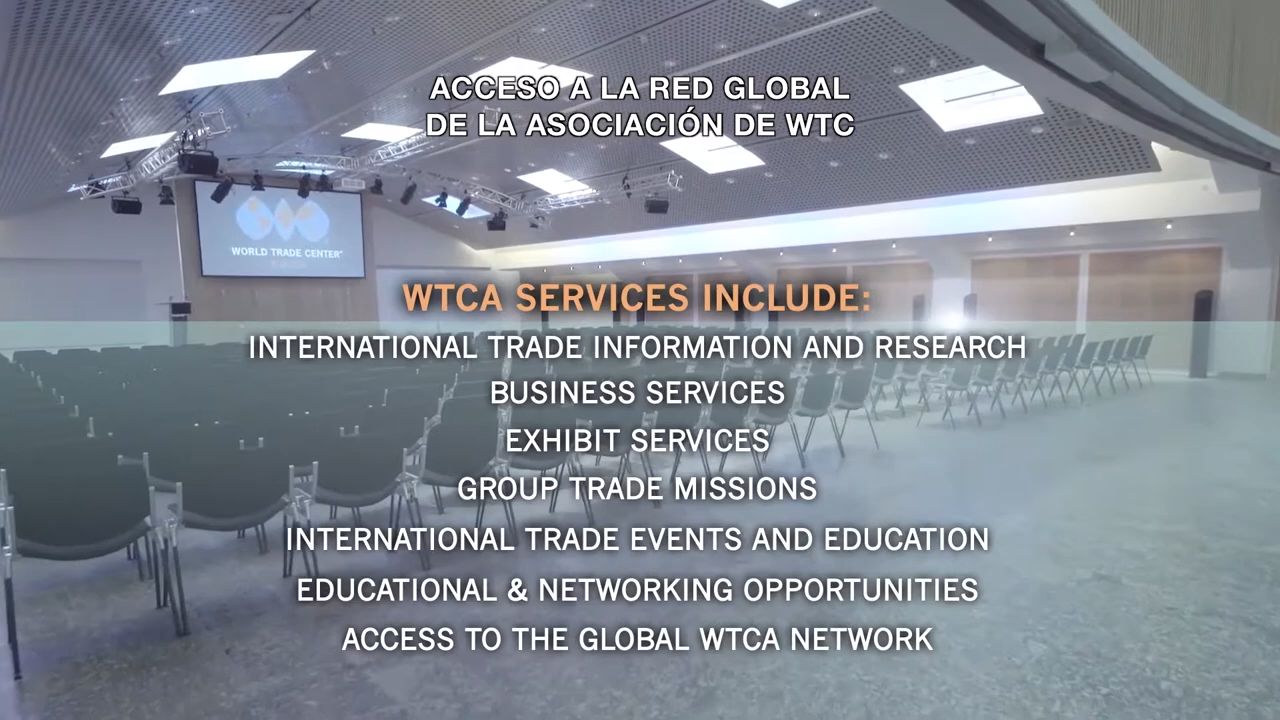 ACCESO A LA RED GLOBAL
DE LA ASOCIACIÓN DE WTC
WORLD TRADE CENTER
WTCA SERVICES INCLUDE:
INTERNATIONAL TRADE INFORMATION AND RESEARCH
BUSINESS SERVICES
EXHIBIT SERVICES
GROUP TRADE MISSIONS
INTERNATIONAL TRADE EVENTS AND EDUCATION
EDUCATIONAL & NETWORKING OPPORTUNITIES
ACCESS TO THE GLOBAL WTCA NETWORK